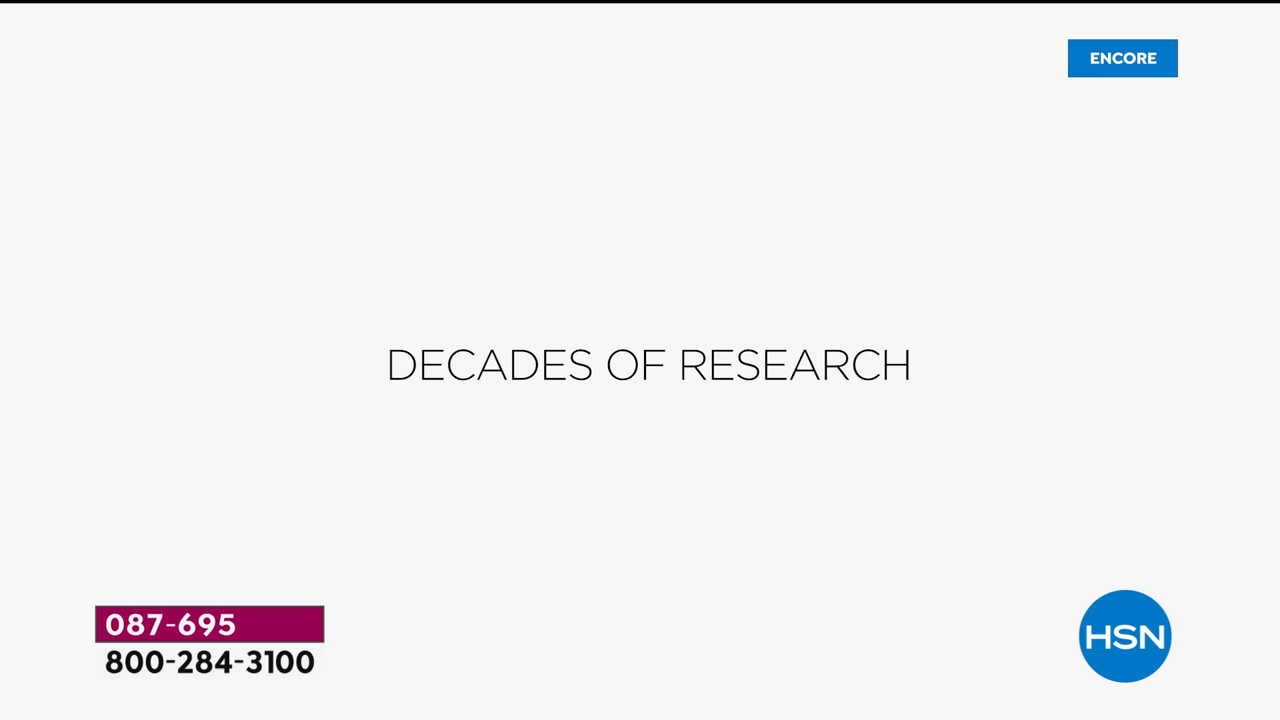 ENCORE
DECADES OF RESEARCH
087-695
800-284-3100
HSN